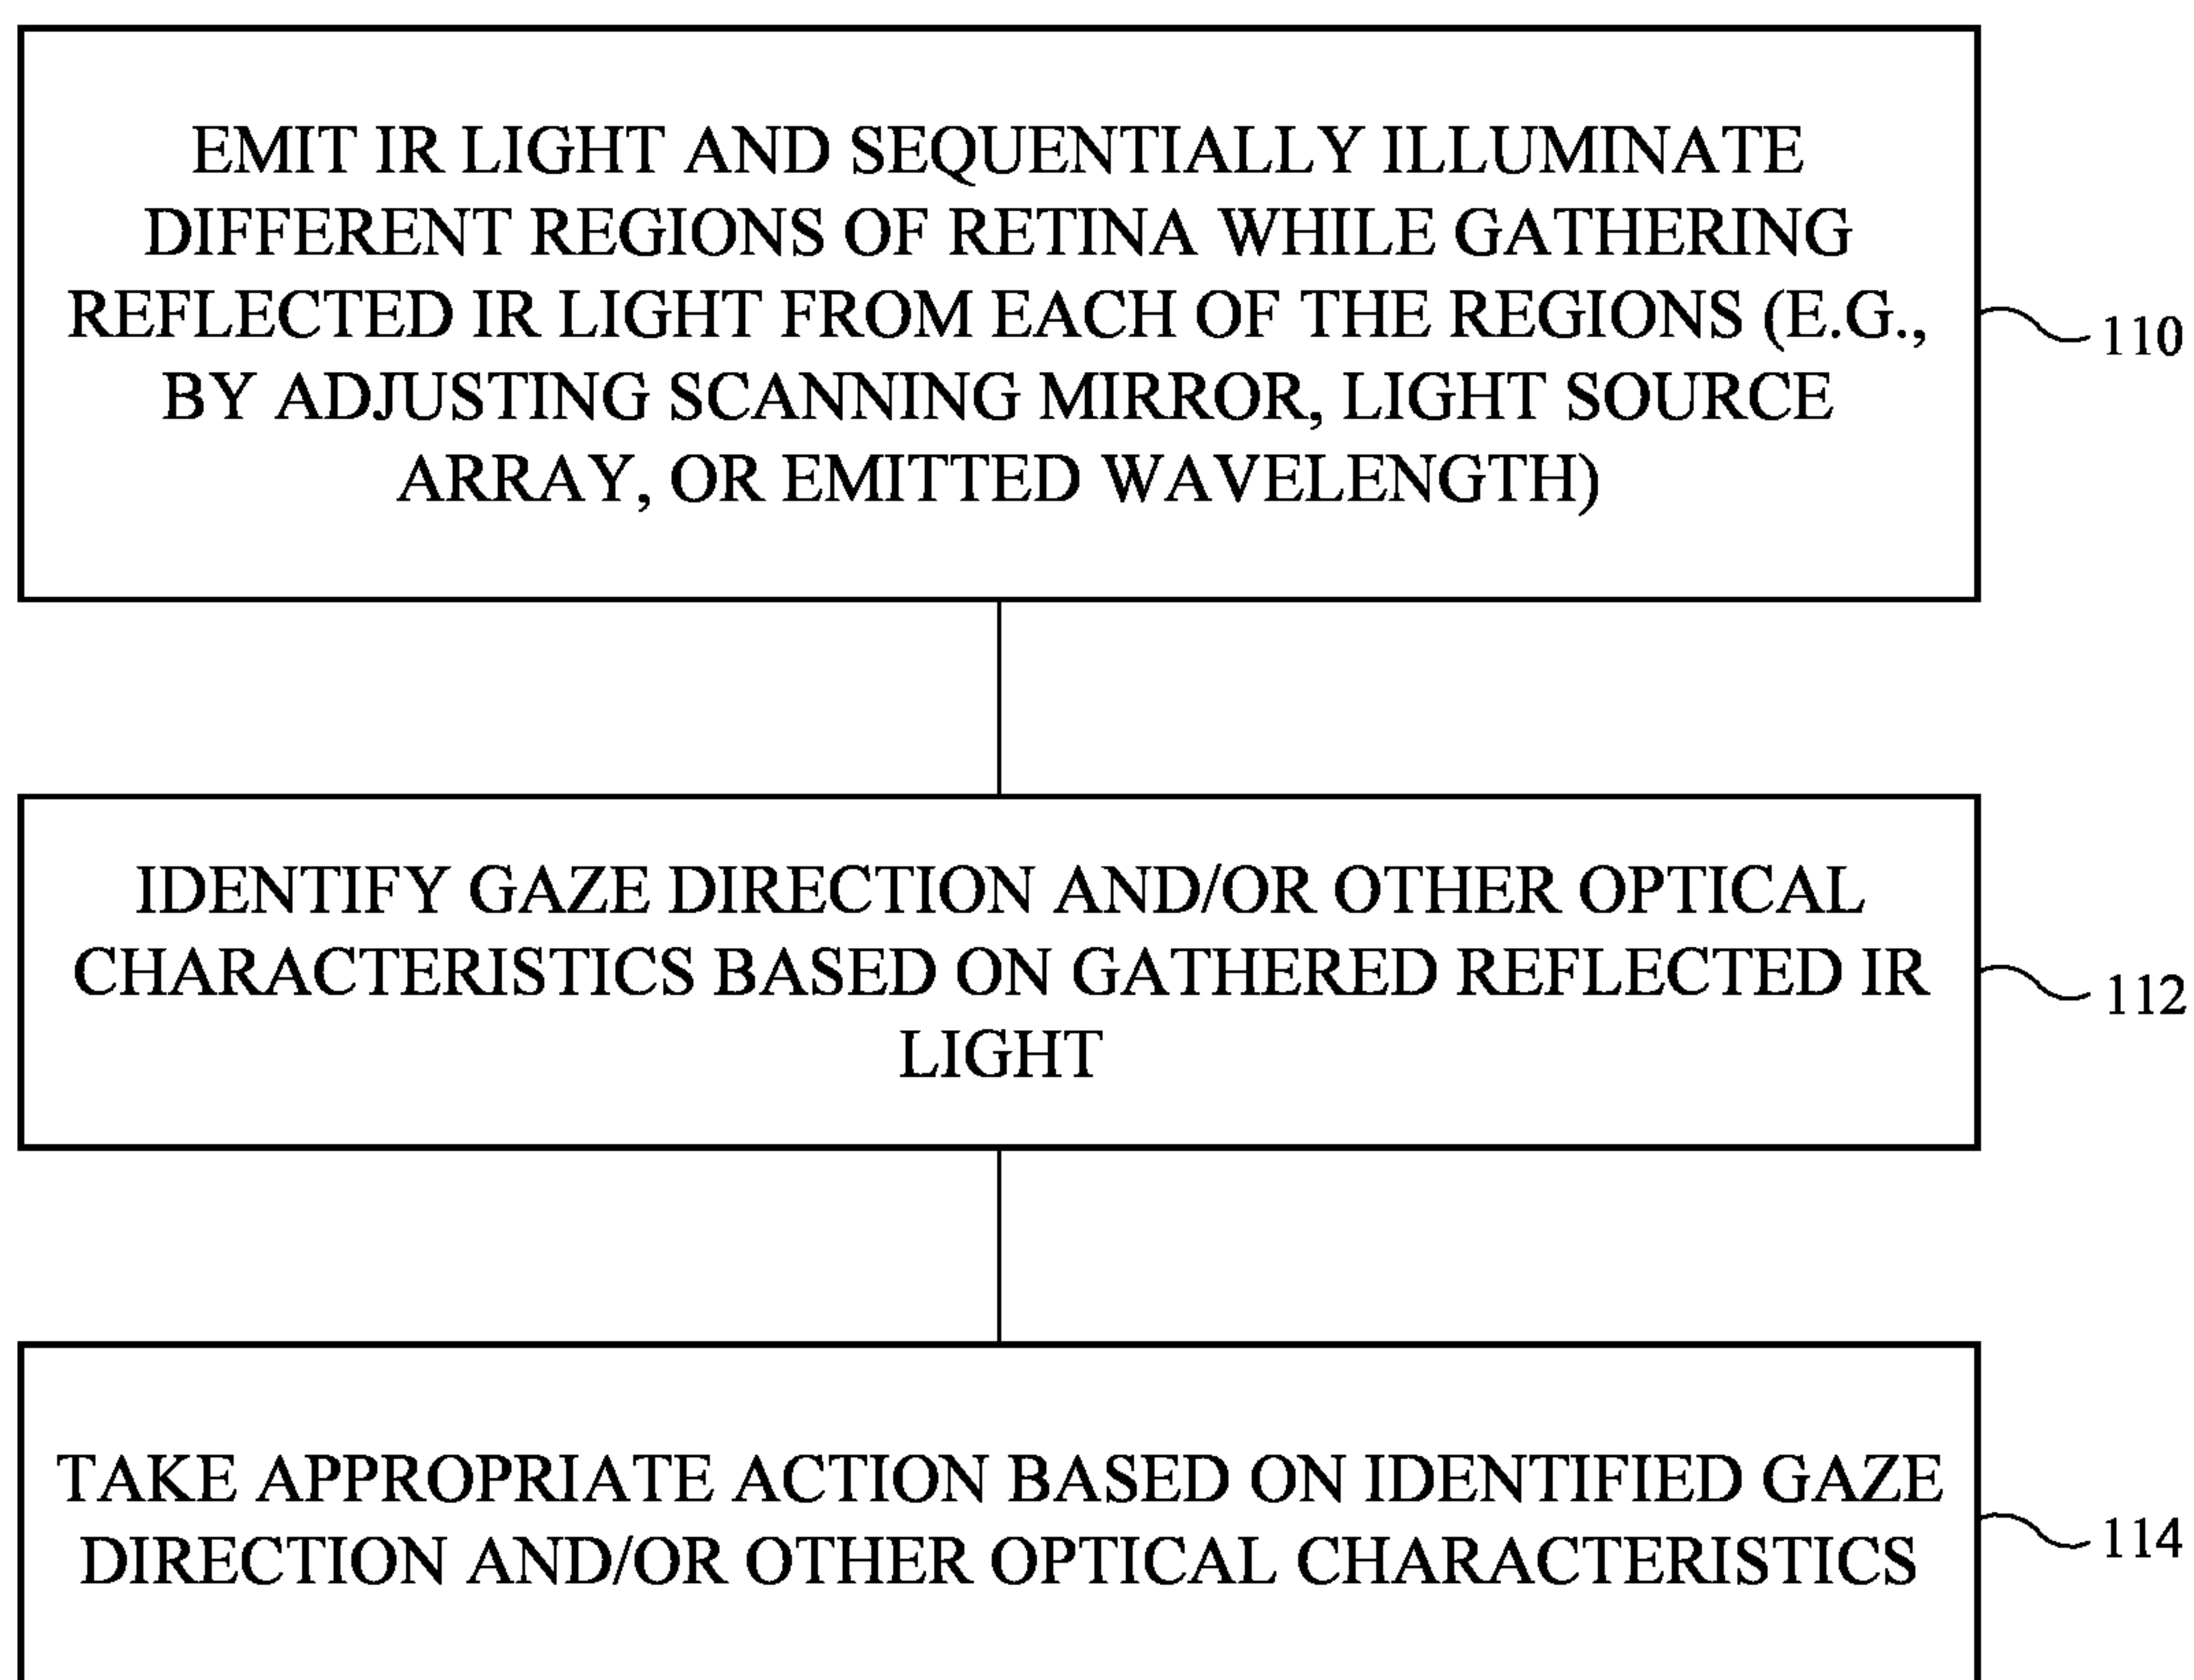 EMIT IR LIGHT AND SEQUENTIALLY ILLUMINATE
DIFFERENT REGIONS OF RETINA WHILE GATHERING
REFLECTED IR LIGHT FROM EACH OF THE REGIONS (E.G.,
BY ADJUSTING SCANNING MIRROR, LIGHT SOURCE
ARRAY, OR EMITTED WAVELENGTH)
110
IDENTIFY GAZE DIRECTION AND/OR OTHER OPTICAL
CHARACTERISTICS BASED ON GATHERED REFLECTED IR
LIGHT
112
TAKE APPROPRIATE ACTION BASED ON IDENTIFIED GAZE
DIRECTION AND/OR OTHER OPTICAL CHARACTERISTICS
114